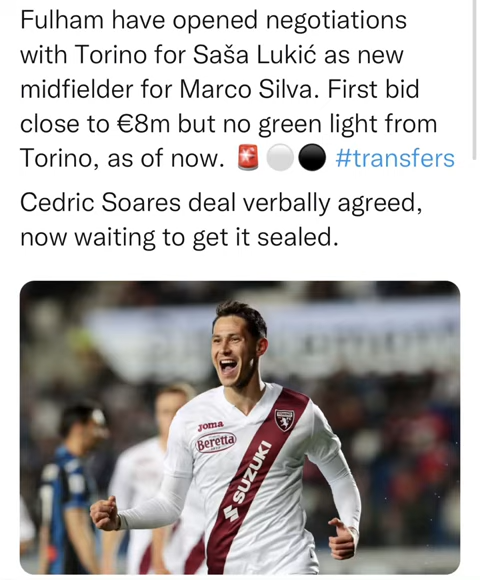 Fulham have opened negotiations
with Torino for Saša Lukić as new
midfielder for Marco Silva. First bid
close to €8m but no green light from
Torino, as of now. 🚨⚪️⚫️ #transfers
Cedric Soares deal verbally agreed,
now waiting to get it sealed.
Joma
Beretta
SUZUKI